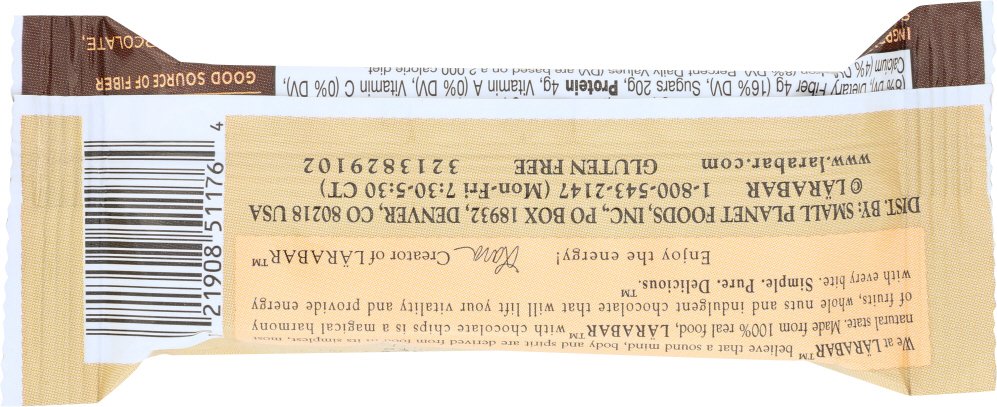 We at LÄRABAR™ believe that a sound mind, body and spirit are derived from food in its simplest, most
natural state. Made from 100% real food, LÄRABAR™ with chocolate chips is a magical harmony
of fruits, whole nuts and indulgent chocolate that will lift your vitality and provide energy
with every bite. Simple. Pure. Delicious.™
Enjoy the energy! Lara Creator of LÄRABAR™
DIST. BY: SMALL PLANET FOODS, INC, PO BOX 18932, DENVER, CO 80218 USA
©LÄRABAR 1-800-543-2147 (Mon-Fri 7:30-5:30 CT)
www.larabar.com GLUTEN FREE 3213829102
21908 51176 4
(8% DV), Dietary Fiber 4g (16% DV), Sugars 20g, Protein 4g, Vitamin A (0% DV), Vitamin C (0% DV),
Calcium (4% DV), Iron (8% DV). Percent Daily Values (DV) are based on a 2,000 calorie diet
GOOD SOURCE OF FIBER